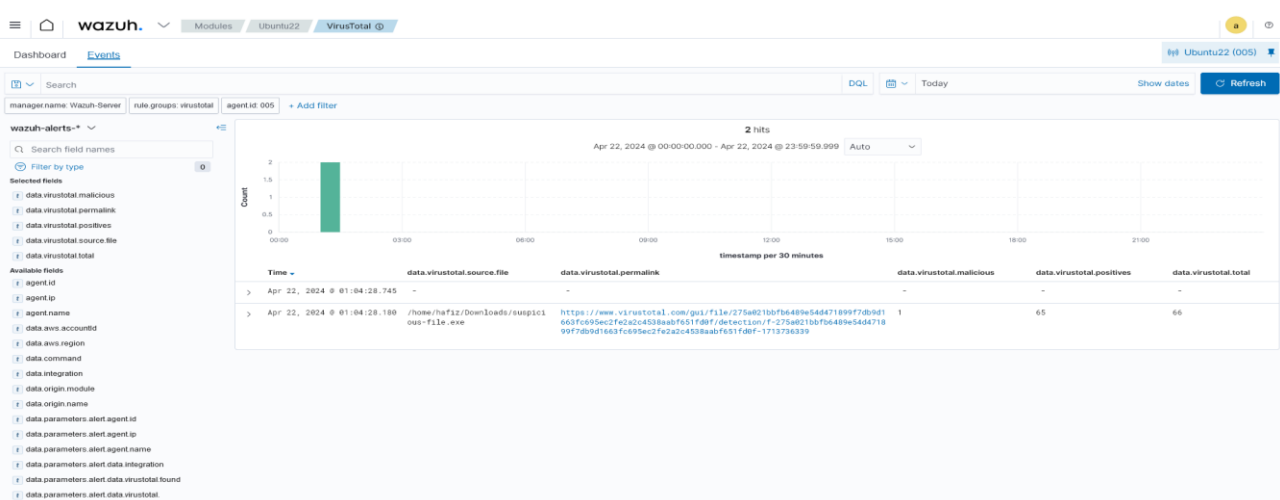 wazuh.
Modules
Ubuntu22
VirusTotal
a
Dashboard
Events
Ubuntu22 (005)
Search
DQL
Today
Show dates
Refresh
manager.name: Wazuh-Server
rule.groups: virustotal
agent.id: 005
+ Add filter
wazuh-alerts-*
Search field names
Filter by type
0
Selected fields
t data.virustotal.malicious
t data.virustotal.permalink
t data.virustotal.positives
t data.virustotal.source.file
t data.virustotal.total
Available fields
t agent.id
t agent.ip
t agent.name
t data.aws.accountId
t data.aws.region
t data.command
t data.integration
t data.origin.module
t data.origin.name
t data.parameters.alert.agent.id
t data.parameters.alert.agent.ip
t data.parameters.alert.agent.name
t data.parameters.alert.data.integration
t data.parameters.alert.data.virustotal.found
t data.parameters.alert.data.virustotal.
2 hits
Apr 22, 2024 @ 00:00:00.000 - Apr 22, 2024 @ 23:59:59.999
Auto
Count
2
1.5
1
0.5
0
00:00 03:00 06:00 09:00 12:00 15:00 18:00 21:00
timestamp per 30 minutes
Time data.virustotal.source.file data.virustotal.permalink data.virustotal.malicious data.virustotal.positives data.virustotal.total
Apr 22, 2024 @ 01:04:28.745 - - - - -
Apr 22, 2024 @ 01:04:28.180 /home/hafiz/Downloads/suspici https://www.virustotal.com/gui/file/275a021bbfb6489e54d471899f7db9d1 1 65 66
ous-file.exe 663fc695ec2fe2a2c4538aabf651fd0f/detection/f-275a021bbfb6489e54d4718
99f7db9d1663fc695ec2fe2a2c4538aabf651fd0f-1713736339